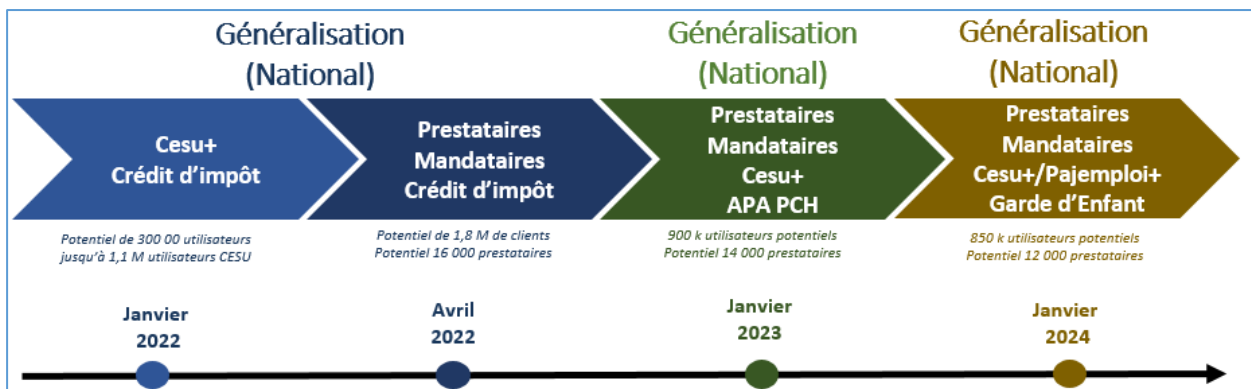 Généralisation
(National)
Généralisation
(National)
Généralisation
(National)
Cesu+
Crédit d'impôt
Prestataires
Mandataires
Crédit d'impôt
Prestataires
Mandataires
Cesu+
APA PCH
Prestataires
Mandataires
Cesu+/Pajemploi+
Garde d'Enfant
Potentiel de 300 00 utilisateurs
jusqu'à 1,1 M utilisateurs CESU
Potentiel de 1,8 M de clients
Potentiel 16 000 prestataires
900 k utilisateurs potentiels
Potentiel 14 000 prestataires
850 k utilisateurs potentiels
Potentiel 12 000 prestataires
Janvier
2022
Avril
2022
Janvier
2023
Janvier
2024